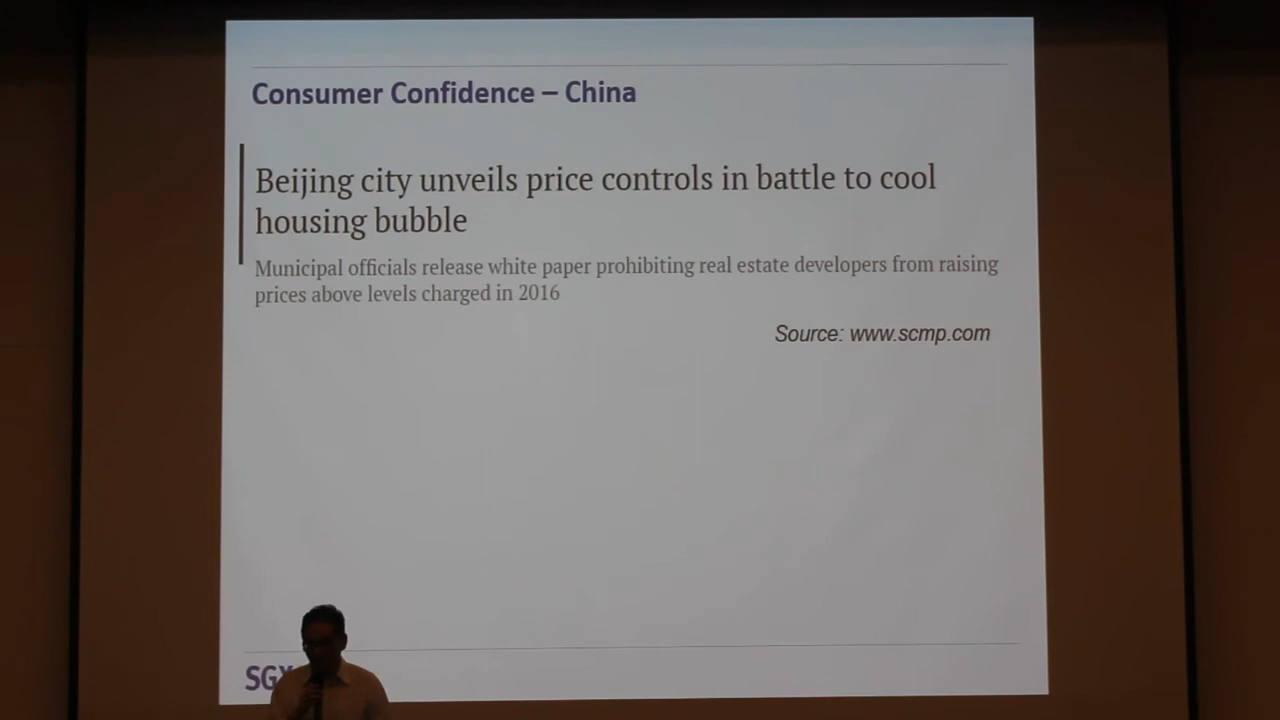 Consumer Confidence – China
Beijing city unveils price controls in battle to cool
housing bubble
Municipal officials release white paper prohibiting real estate developers from raising
prices above levels charged in 2016
Source: www.scmp.com
SGX